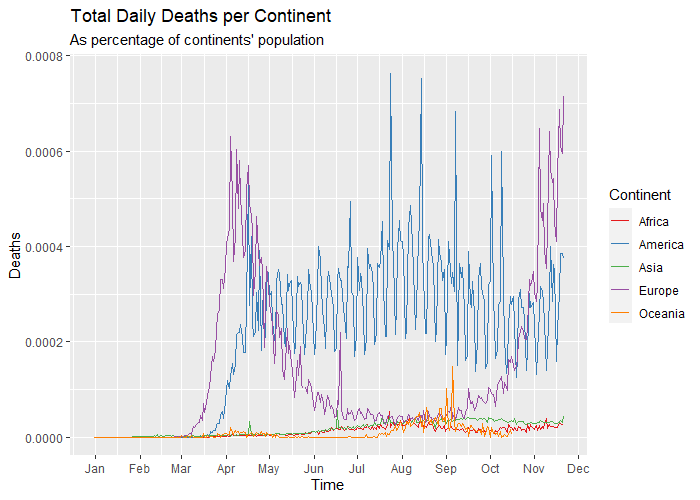 Total Daily Deaths per Continent
As percentage of continents' population
0.0008
0.0006
0.0004
0.0002
0.0000
Deaths
Jan Feb Mar Apr May Jun Jul Aug Sep Oct Nov Dec
Time
Continent
Africa
America
Asia
Europe
Oceania